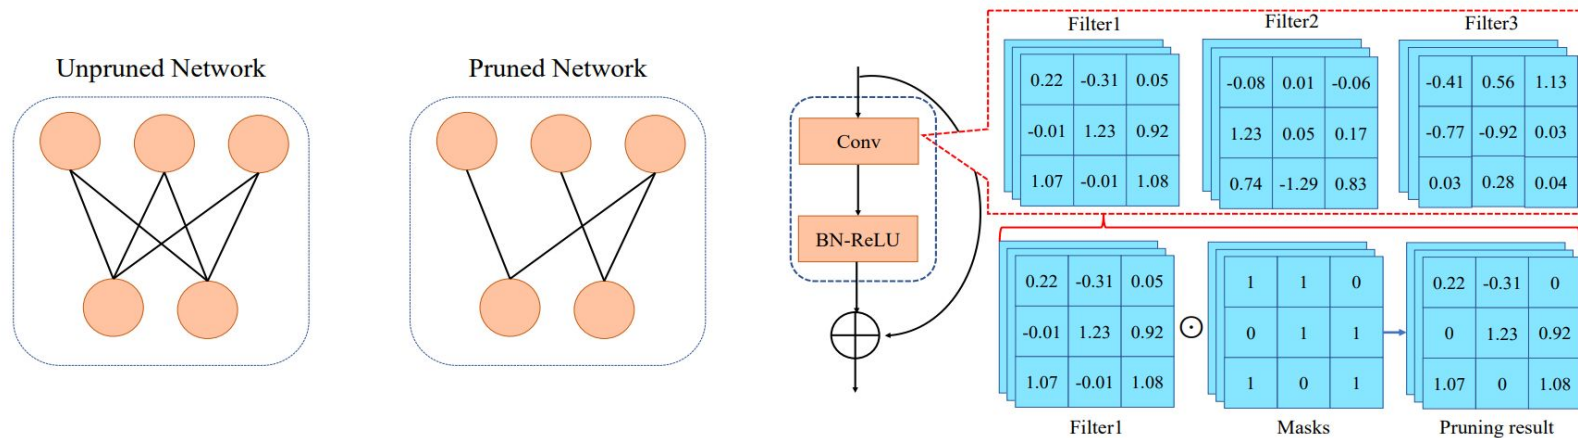 Unpruned Network
Pruned Network
Conv
BN-ReLU
Filter1
Filter2
Filter3
0.22 -0.31 0.05
-0.01 1.23 0.92
1.07 -0.01 1.08
-0.08 0.01 -0.06
1.23 0.05 0.17
0.74 -1.29 0.83
-0.41 0.56 1.13
-0.77 -0.92 0.03
0.03 0.28 0.04
0.22 -0.31 0.05
-0.01 1.23 0.92
1.07 -0.01 1.08
Filter1
1 1 0
0 1 1
1 0 1
Masks
0.22 -0.31 0
0 1.23 0.92
1.07 0 1.08
Pruning result